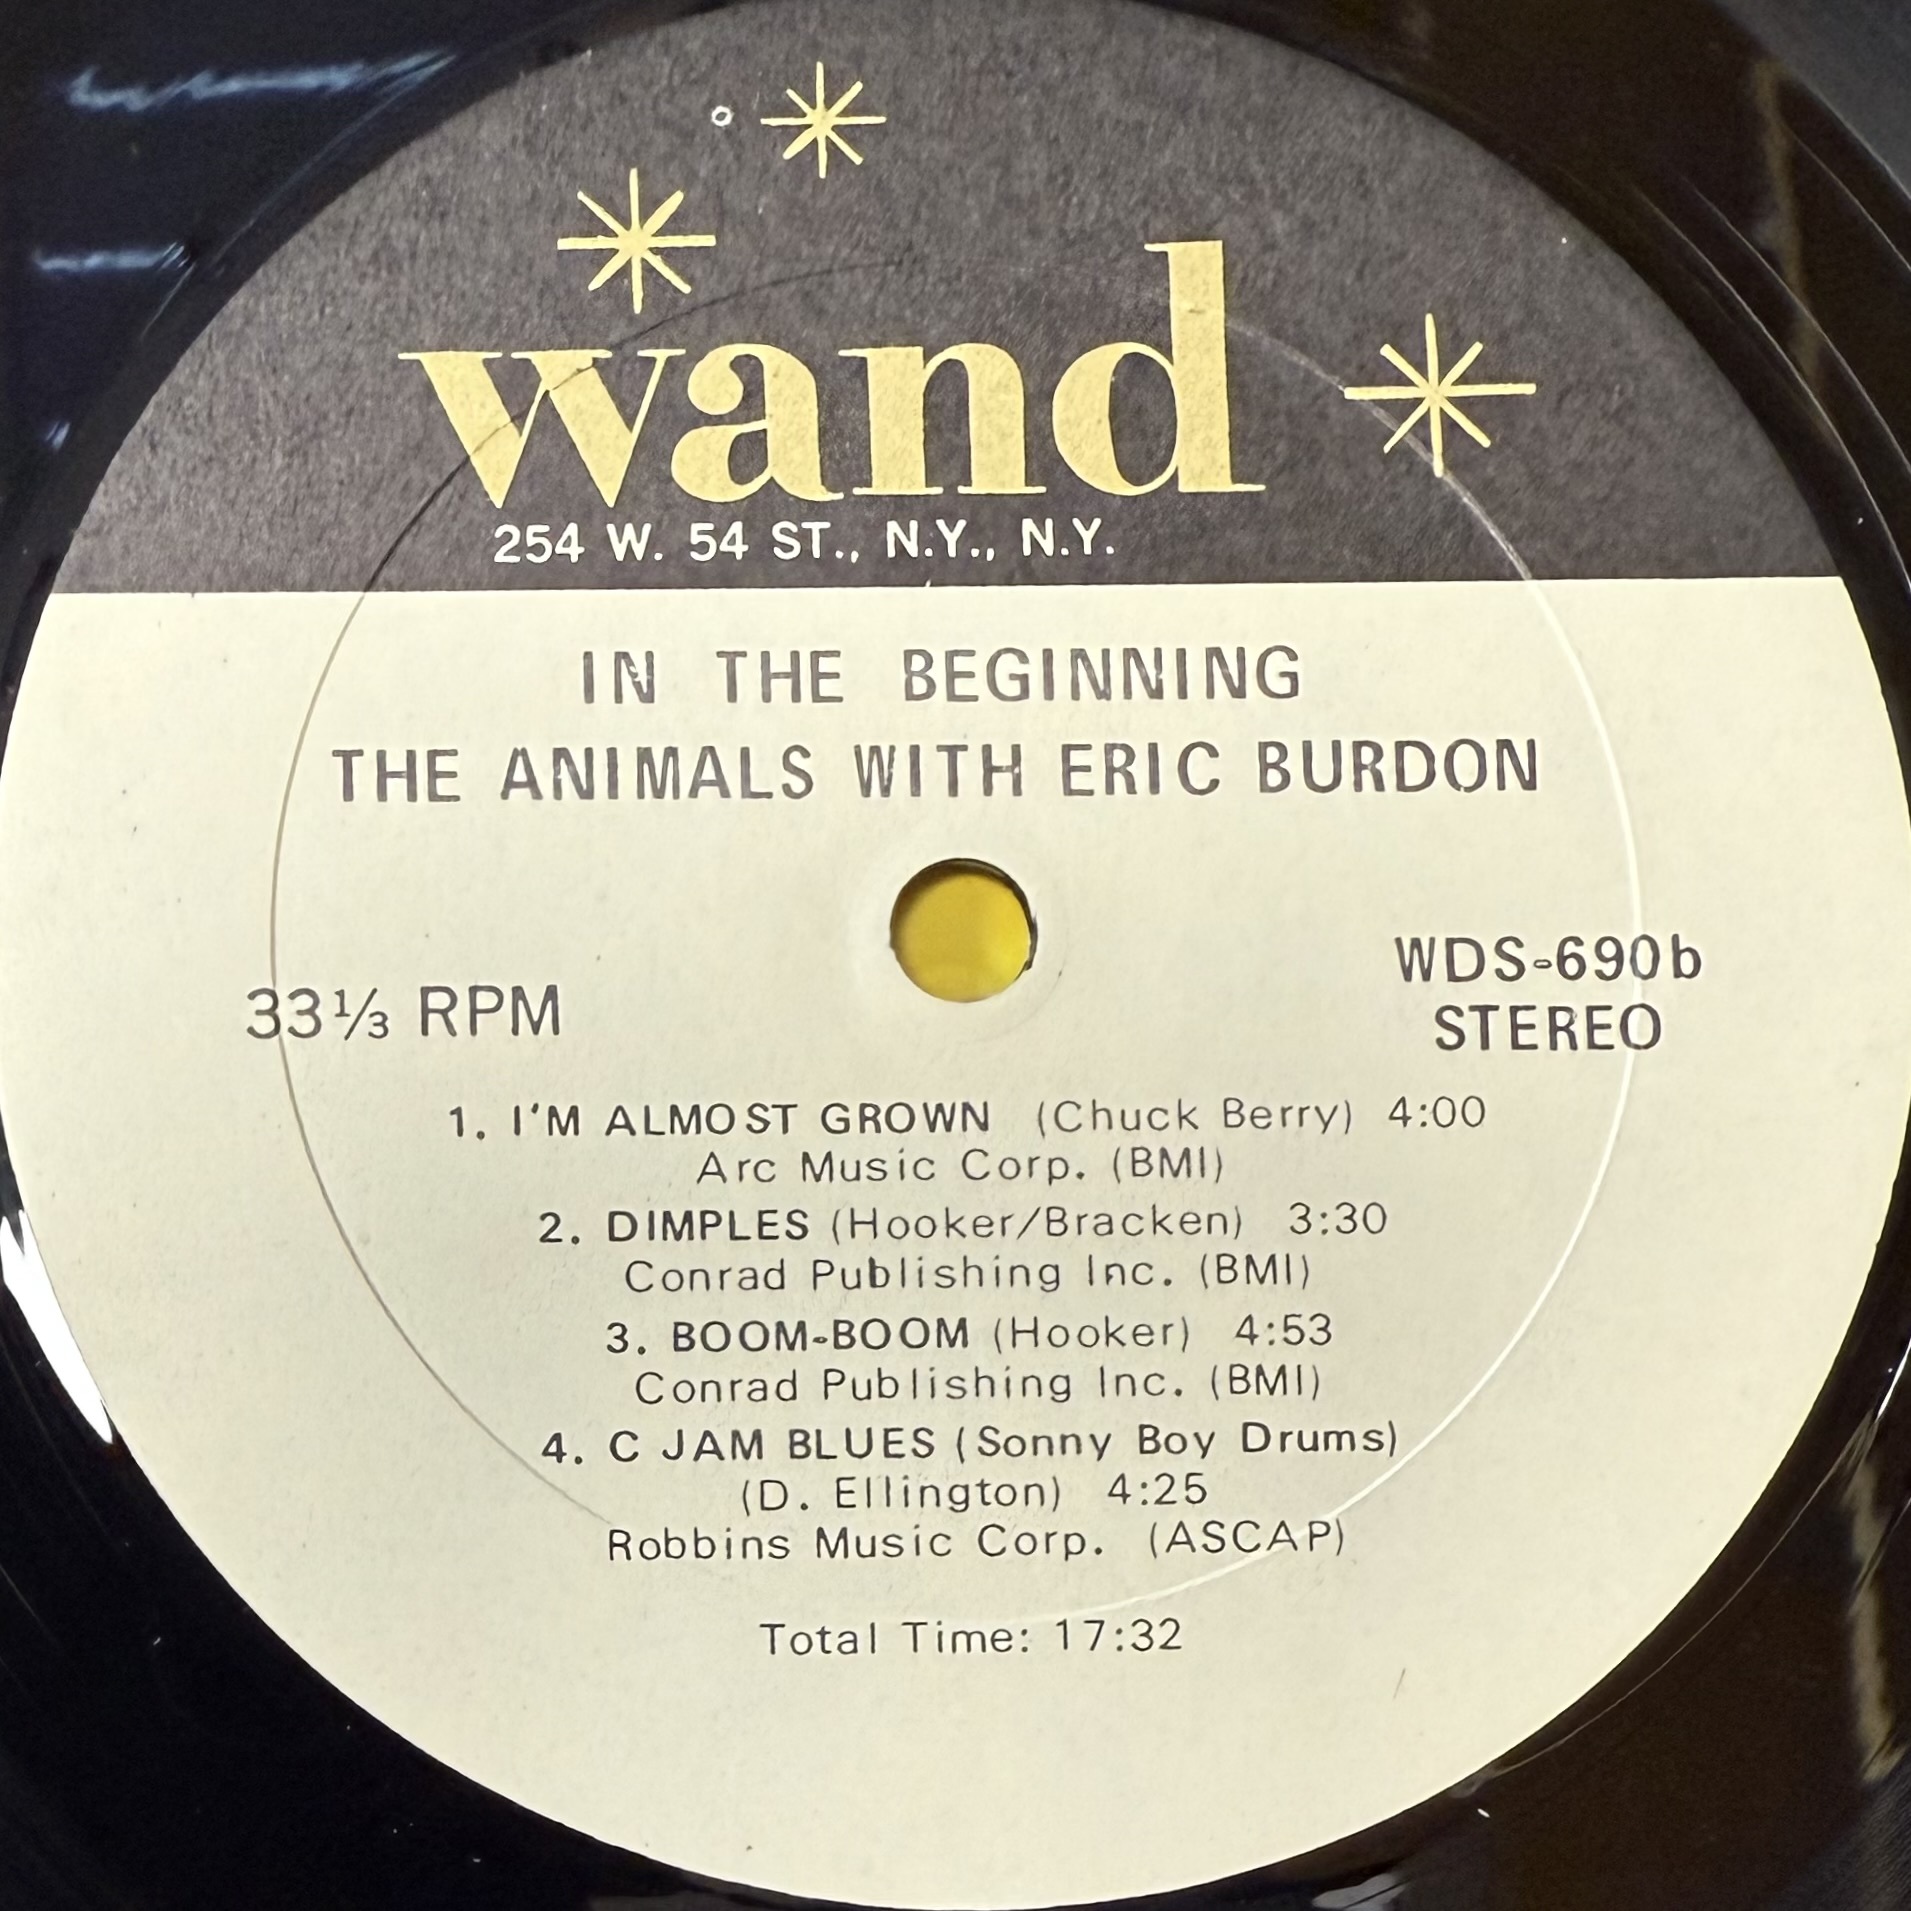 wand
254 W. 54 ST., N.Y., N.Y.
IN THE BEGINNING
THE ANIMALS WITH ERIC BURDON
WDS-690b
33⅓ RPM
STEREO
1. I'M ALMOST GROWN (Chuck Berry) 4:00
Arc Music Corp. (BMI)
2. DIMPLES (Hooker/Bracken) 3:30
Conrad Publishing Inc. (BMI)
3. BOOM-BOOM (Hooker) 4:53
Conrad Publishing Inc. (BMI)
4. C JAM BLUES (Sonny Boy Drums)
(D. Ellington) 4:25
Robbins Music Corp. (ASCAP)
Total Time: 17:32